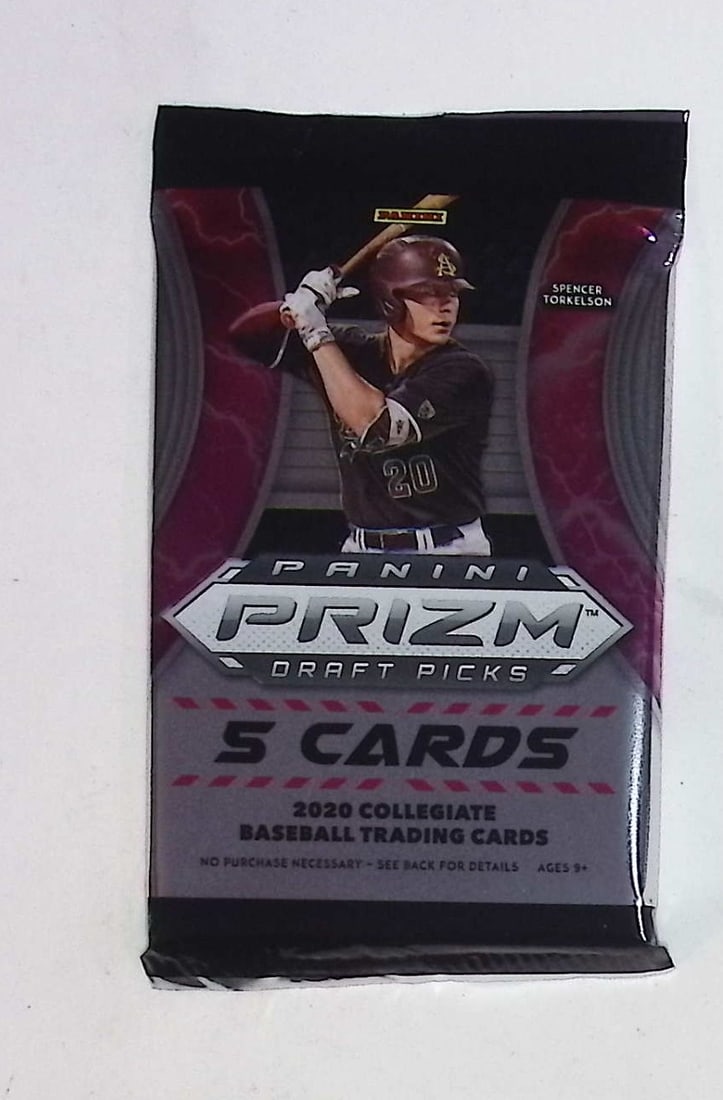 PANINI
A
SPENCER
TORKELSON
20
PANINI
PRIZM™
DRAFT PICKS
5 CARDS
2020 COLLEGIATE
BASEBALL TRADING CARDS
NO PURCHASE NECESSARY – SEE BACK FOR DETAILS AGES 9+